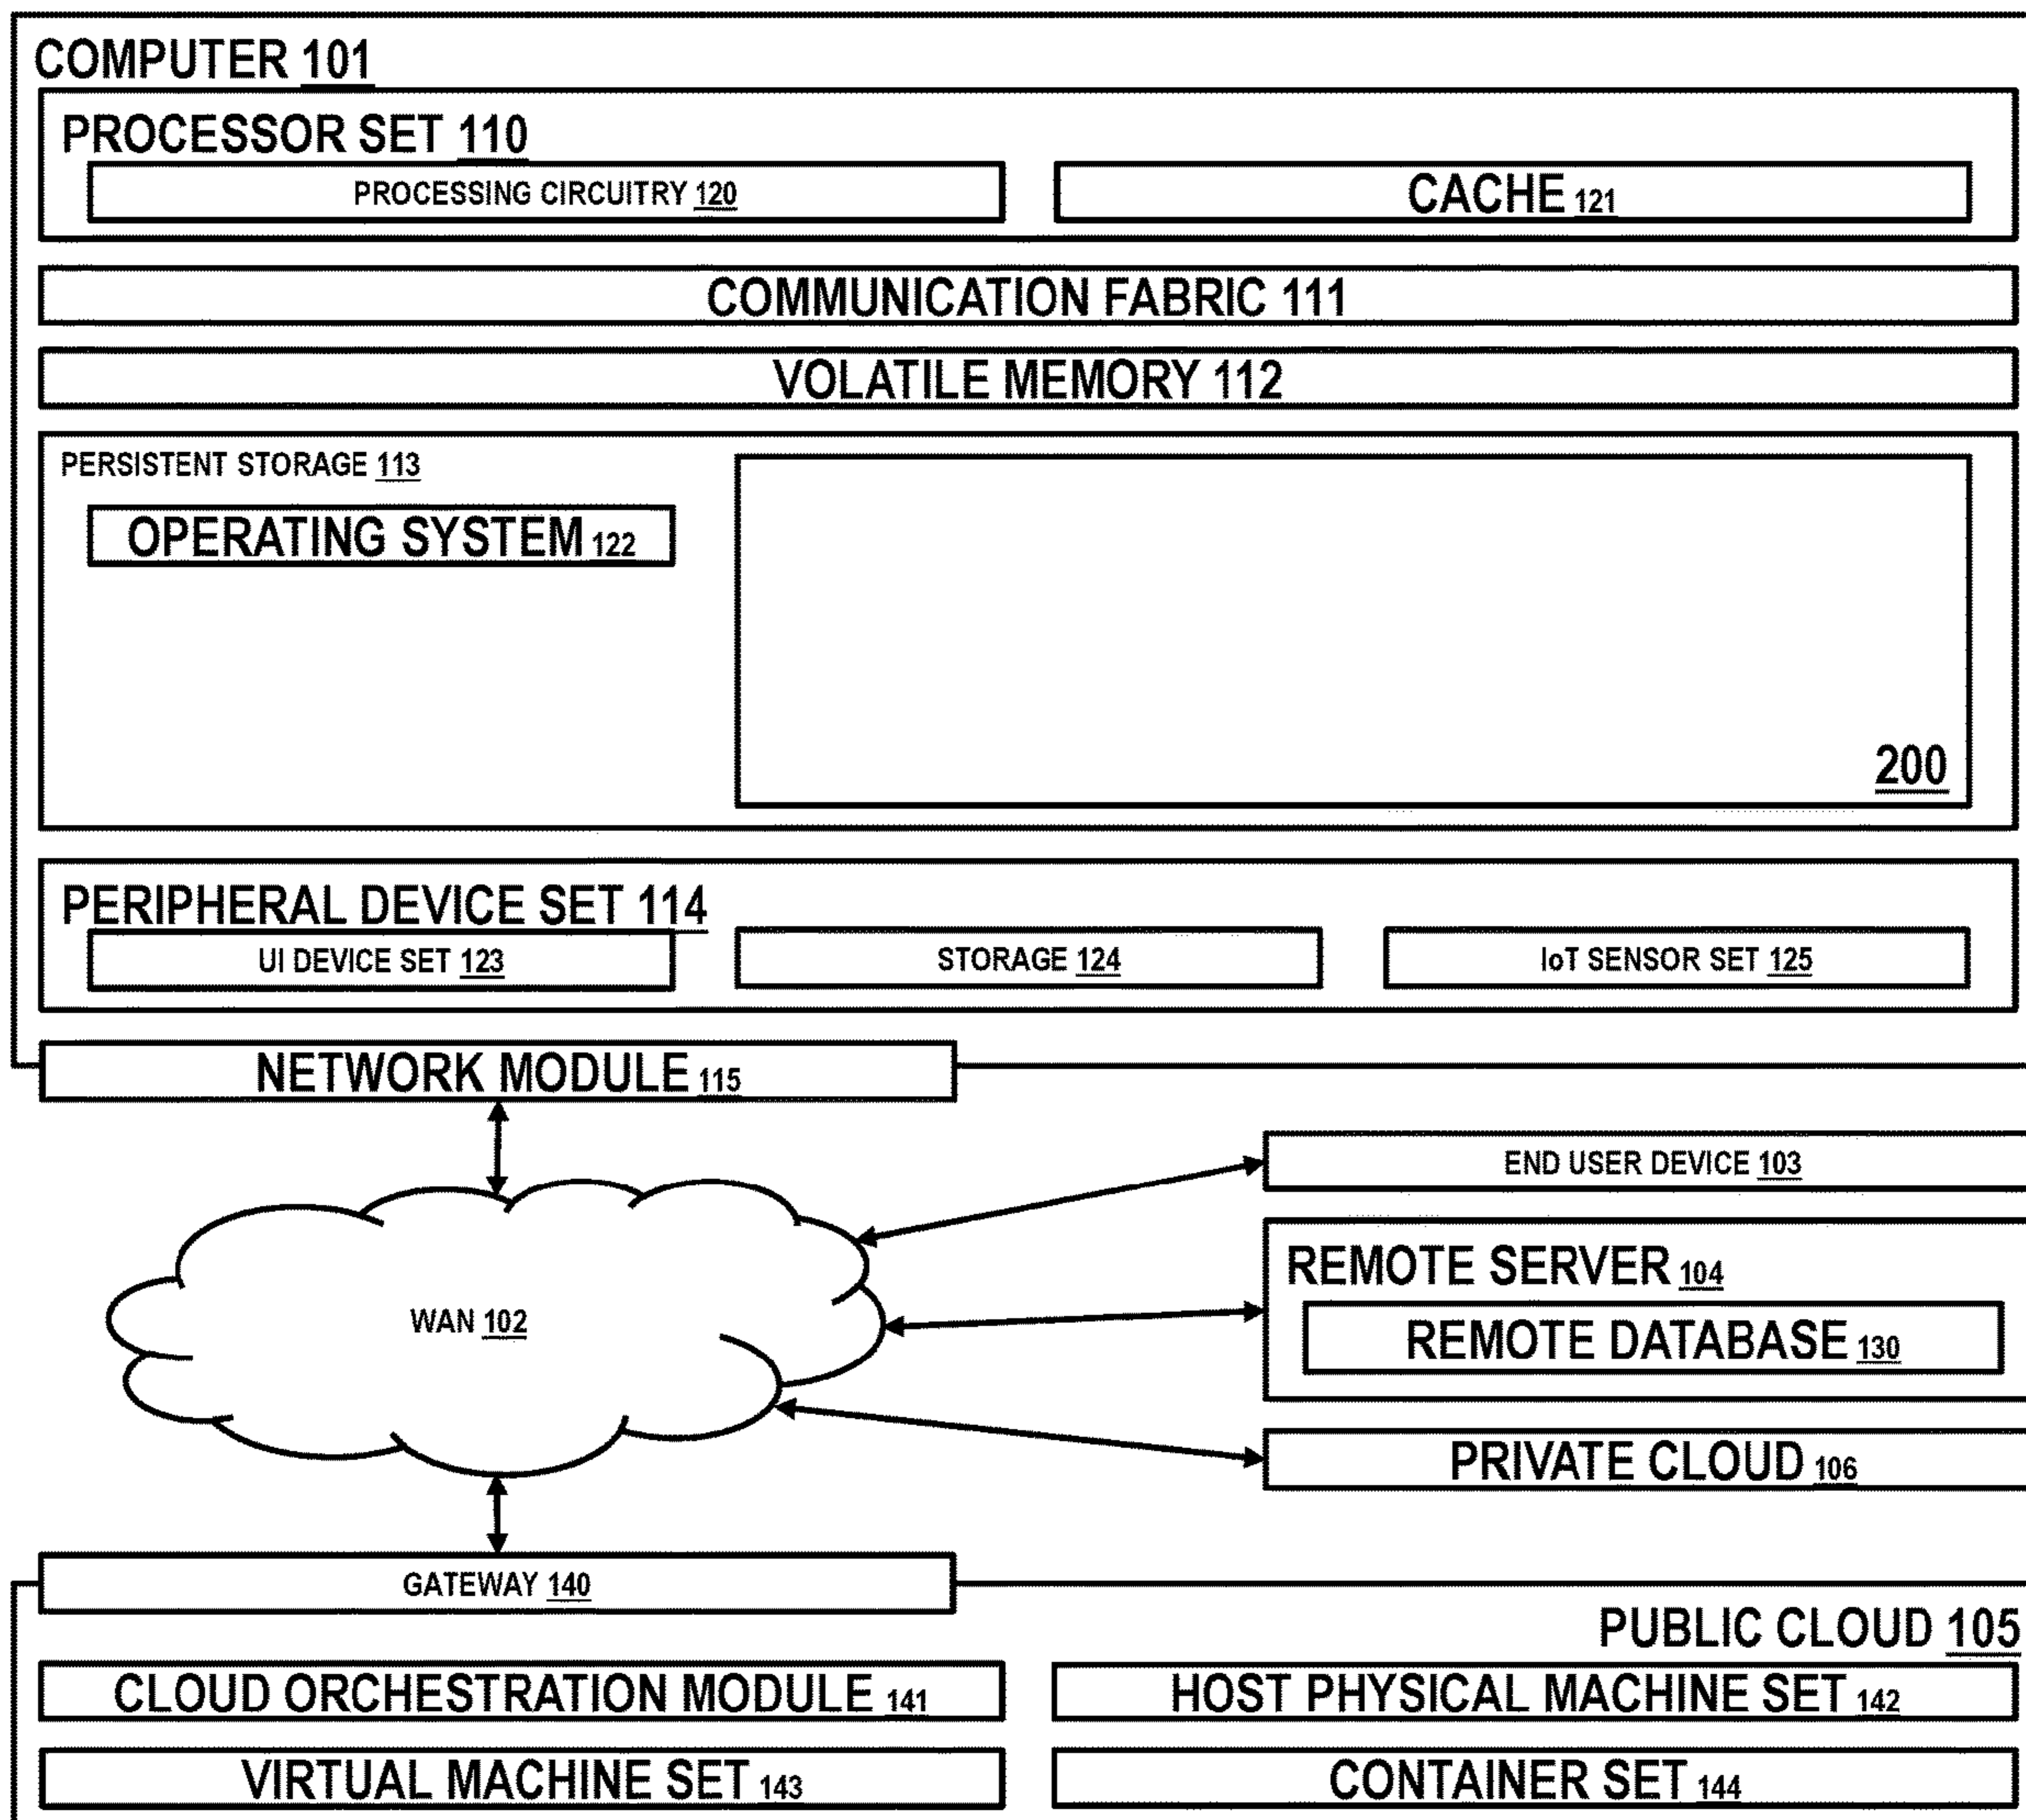 COMPUTER 101
PROCESSOR SET 110
PROCESSING CIRCUITRY 120
CACHE 121
COMMUNICATION FABRIC 111
VOLATILE MEMORY 112
PERSISTENT STORAGE 113
OPERATING SYSTEM 122
200
PERIPHERAL DEVICE SET 114
UI DEVICE SET 123
STORAGE 124
IoT SENSOR SET 125
NETWORK MODULE 115
END USER DEVICE 103
REMOTE SERVER 104
WAN 102
REMOTE DATABASE 130
PRIVATE CLOUD 106
GATEWAY 140
PUBLIC CLOUD 105
CLOUD ORCHESTRATION MODULE 141
HOST PHYSICAL MACHINE SET 142
VIRTUAL MACHINE SET 143
CONTAINER SET 144